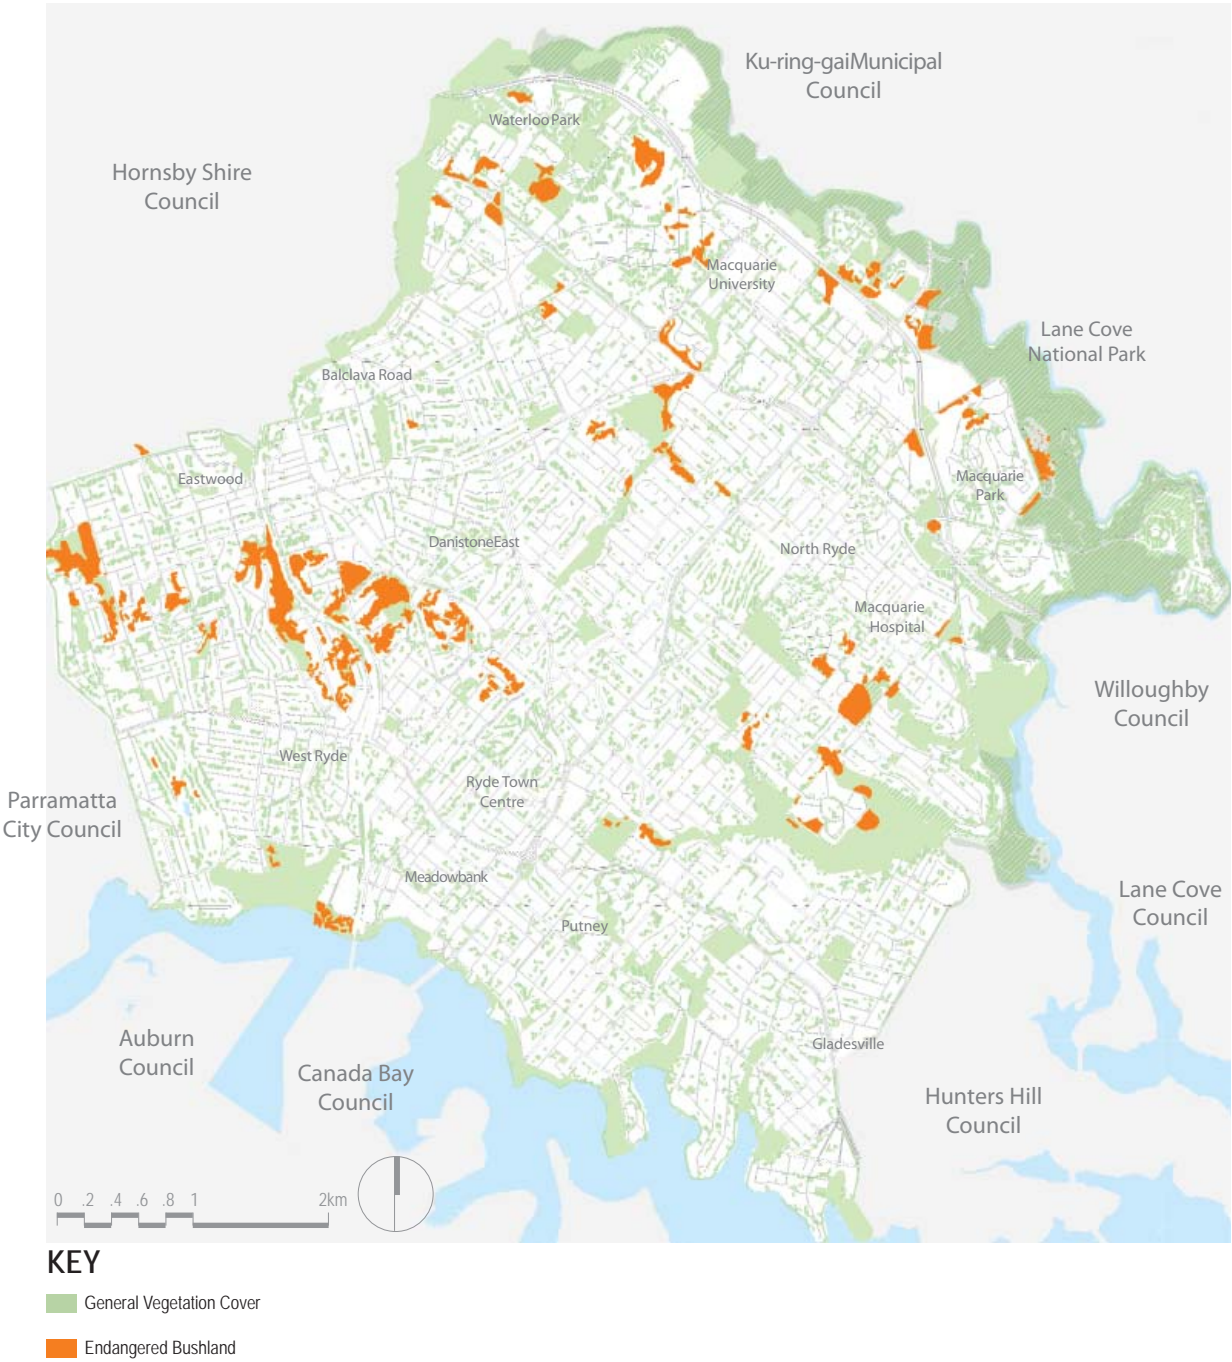 Ku-ring-gaiMunicipal
Council
Waterloo Park
Hornsby Shire
Council
Macquarie
University
Lane Cove
National Park
Balclava Road
Eastwood
Macquarie
Park
DanistoneEast
North Ryde
Macquarie
Hospital
Willoughby
Council
West Ryde
Ryde Town
Centre
Parramatta
City Council
Meadowbank
Lane Cove
Council
Putney
Auburn
Council
Gladesville
Canada Bay
Council
Hunters Hill
Council
0 .2 .4 .6 .8 1 2km
KEY
General Vegetation Cover
Endangered Bushland